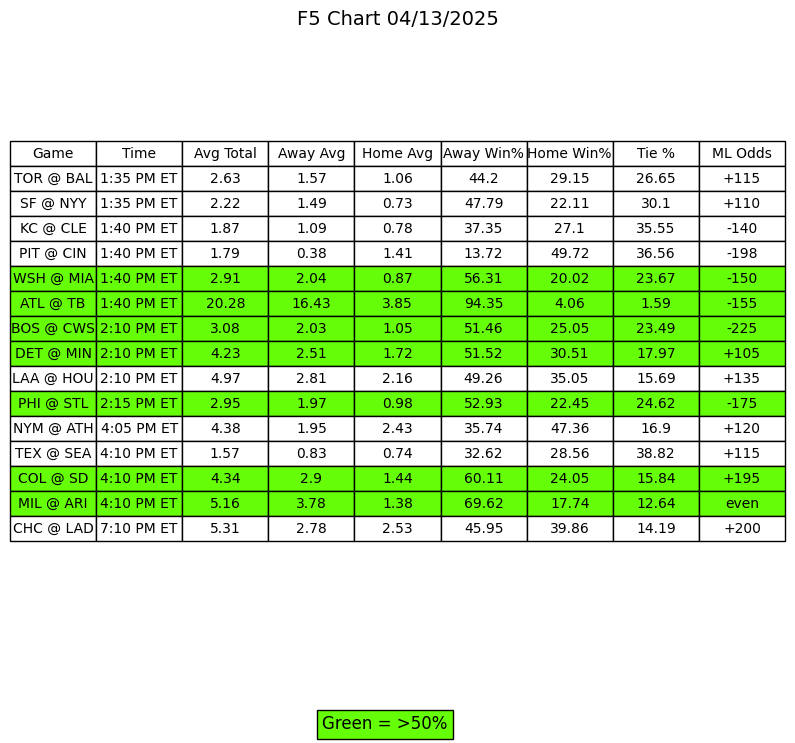 F5 Chart 04/13/2025
Game Time Avg Total Away Avg Home Avg Away Win% Home Win% Tie % ML Odds
TOR @ BAL 1:35 PM ET 2.63 1.57 1.06 44.2 29.15 26.65 +115
SF @ NYY 1:35 PM ET 2.22 1.49 0.73 47.79 22.11 30.1 +110
KC @ CLE 1:40 PM ET 1.87 1.09 0.78 37.35 27.1 35.55 -140
PIT @ CIN 1:40 PM ET 1.79 0.38 1.41 13.72 49.72 36.56 -198
WSH @ MIA 1:40 PM ET 2.91 2.04 0.87 56.31 20.02 23.67 -150
ATL @ TB 1:40 PM ET 20.28 16.43 3.85 94.35 4.06 1.59 -155
BOS @ CWS 2:10 PM ET 3.08 2.03 1.05 51.46 25.05 23.49 -225
DET @ MIN 2:10 PM ET 4.23 2.51 1.72 51.52 30.51 17.97 +105
LAA @ HOU 2:10 PM ET 4.97 2.81 2.16 49.26 35.05 15.69 +135
PHI @ STL 2:15 PM ET 2.95 1.97 0.98 52.93 22.45 24.62 -175
NYM @ ATH 4:05 PM ET 4.38 1.95 2.43 35.74 47.36 16.9 +120
TEX @ SEA 4:10 PM ET 1.57 0.83 0.74 32.62 28.56 38.82 +115
COL @ SD 4:10 PM ET 4.34 2.9 1.44 60.11 24.05 15.84 +195
MIL @ ARI 4:10 PM ET 5.16 3.78 1.38 69.62 17.74 12.64 even
CHC @ LAD 7:10 PM ET 5.31 2.78 2.53 45.95 39.86 14.19 +200
Green = >50%